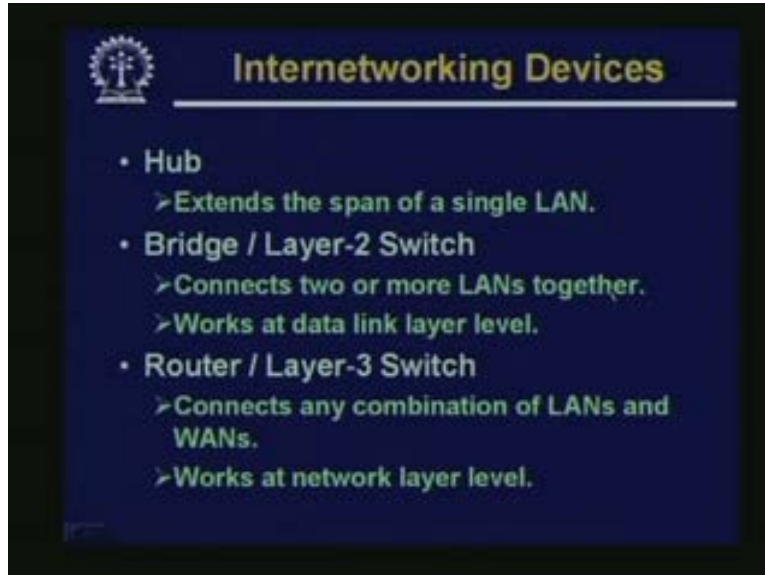 Internetworking Devices
• Hub
➢Extends the span of a single LAN.
• Bridge / Layer-2 Switch
➢Connects two or more LANs together.
➢Works at data link layer level.
• Router / Layer-3 Switch
➢Connects any combination of LANs and
WANs.
➢Works at network layer level.